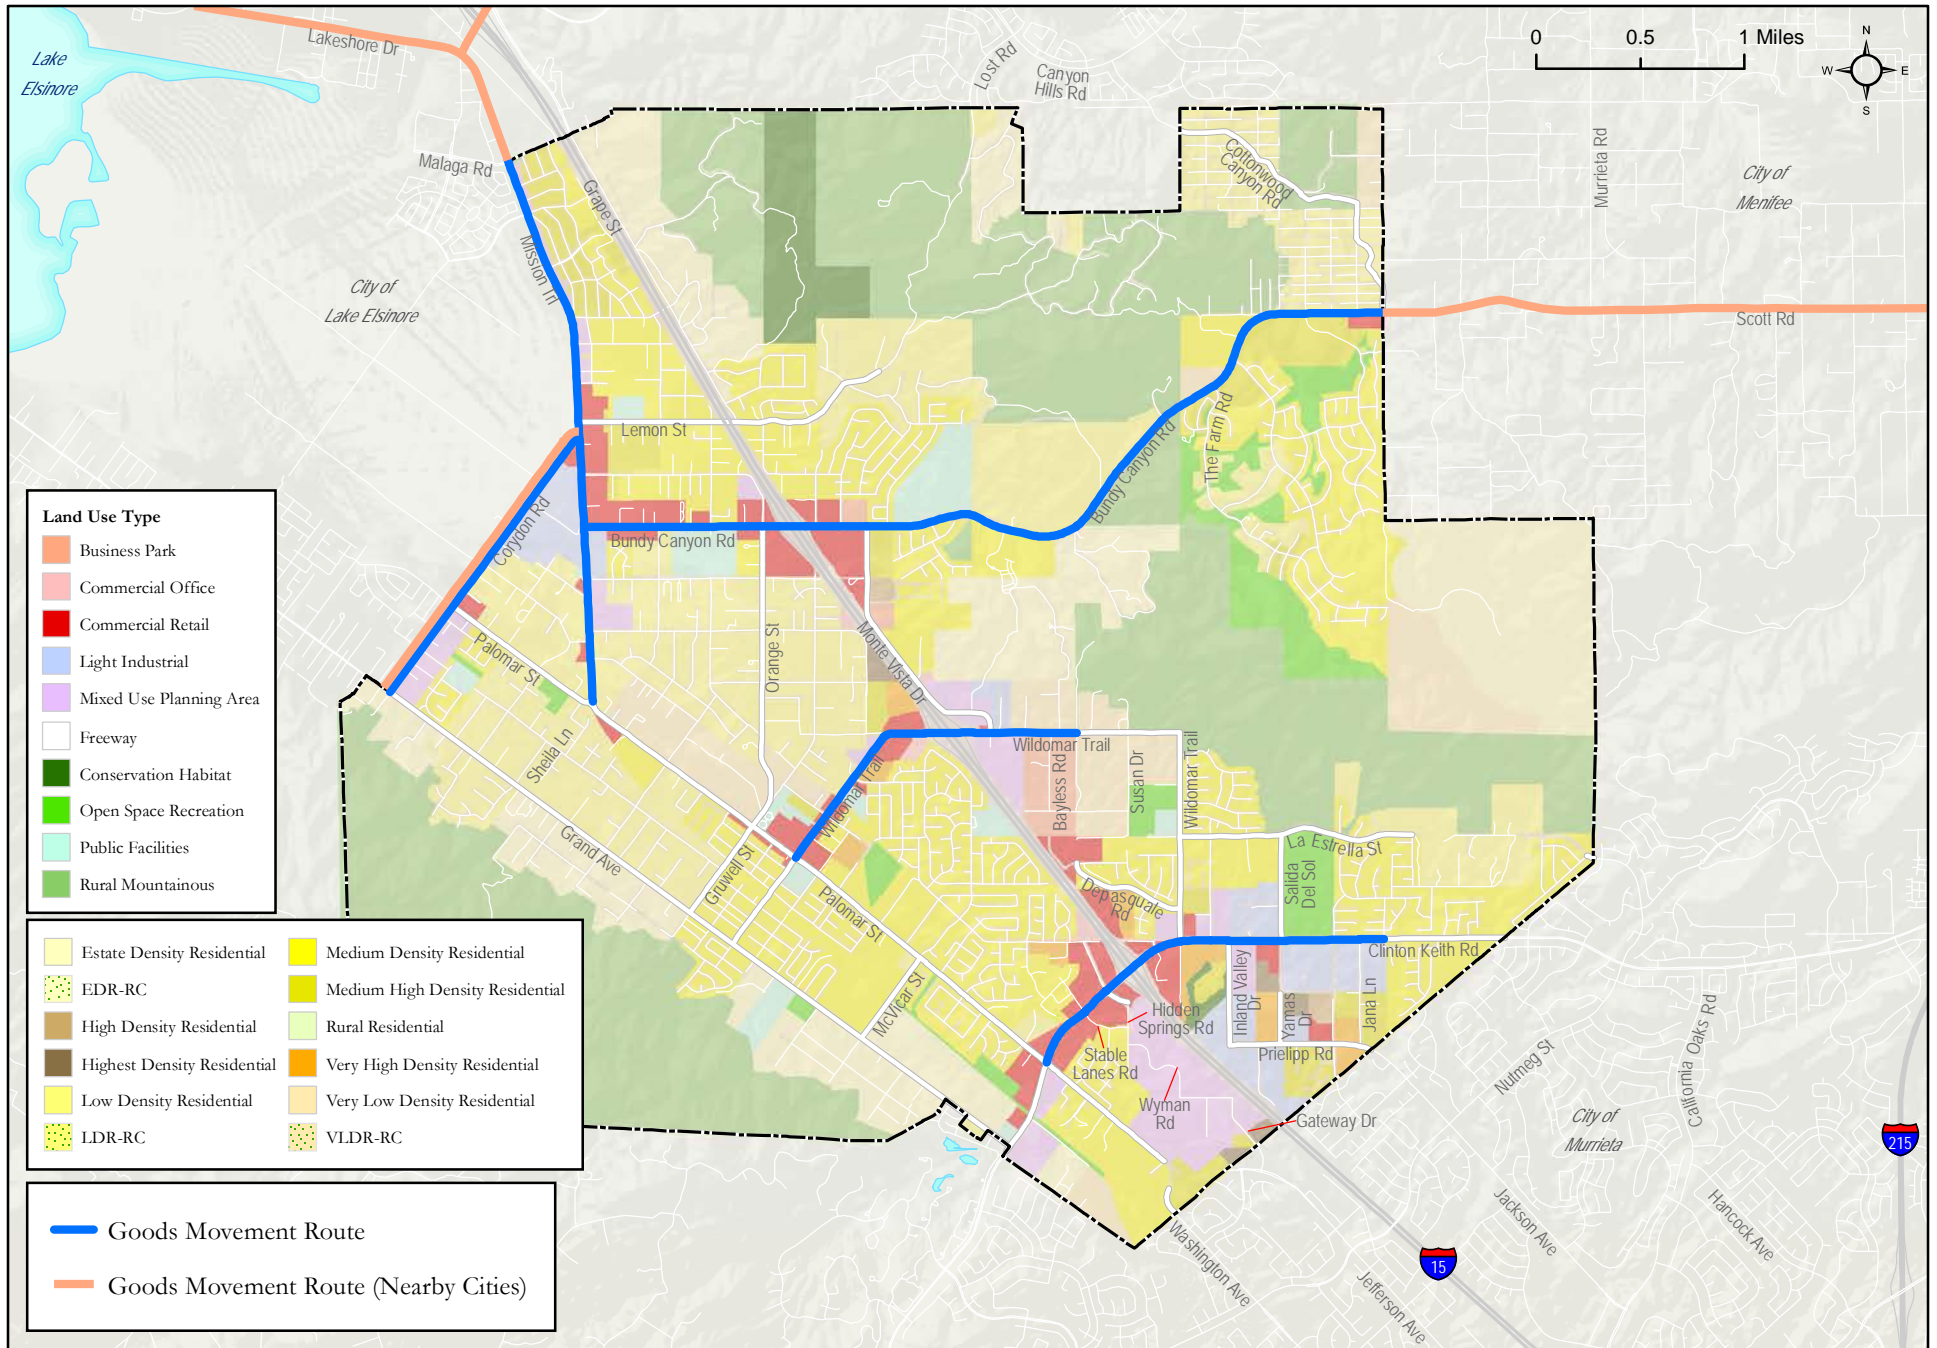 Lake
Elsinore
Lakeshore Dr
Lost Rd
Canyon
Hills Rd
0 0.5 1 Miles
N
W E
S
Malaga Rd
Grape St
Cottonwood
Canyon Rd
Murrieta Rd
City of
Menifee
Mission Trl
City of
Lake Elsinore
Scott Rd
Lemon St
The Farm Rd
Bundy Canyon Rd
Corydon Rd
Bundy Canyon Rd
Land Use Type
Business Park
Commercial Office
Commercial Retail
Light Industrial
Mixed Use Planning Area
Freeway
Conservation Habitat
Open Space Recreation
Public Facilities
Rural Mountainous
Palomar St
Orange St
Monte Vista Dr
Sheila Ln
Wildomar Trail
Wildomar Trail
Bayless Rd
Susan Dr
Wildomar Trail
Grand Ave
Gruwell St
La Estrella St
Salida
Del Sol
Depasquale
Rd
Palomar St
Clinton Keith Rd
McVicar St
Inland Valley
Dr
Yamas
Dr
Jana Ln
Hidden
Springs Rd
Stable
Lanes Rd
Prielipp Rd
Wyman
Rd
Gateway Dr
Nutmeg St
California Oaks Rd
City of
Murrieta
215
Jackson Ave
Hancock Ave
Washington Ave
15
Jefferson Ave
Estate Density Residential
EDR-RC
High Density Residential
Highest Density Residential
Low Density Residential
LDR-RC
Medium Density Residential
Medium High Density Residential
Rural Residential
Very High Density Residential
Very Low Density Residential
VLDR-RC
Goods Movement Route
Goods Movement Route (Nearby Cities)